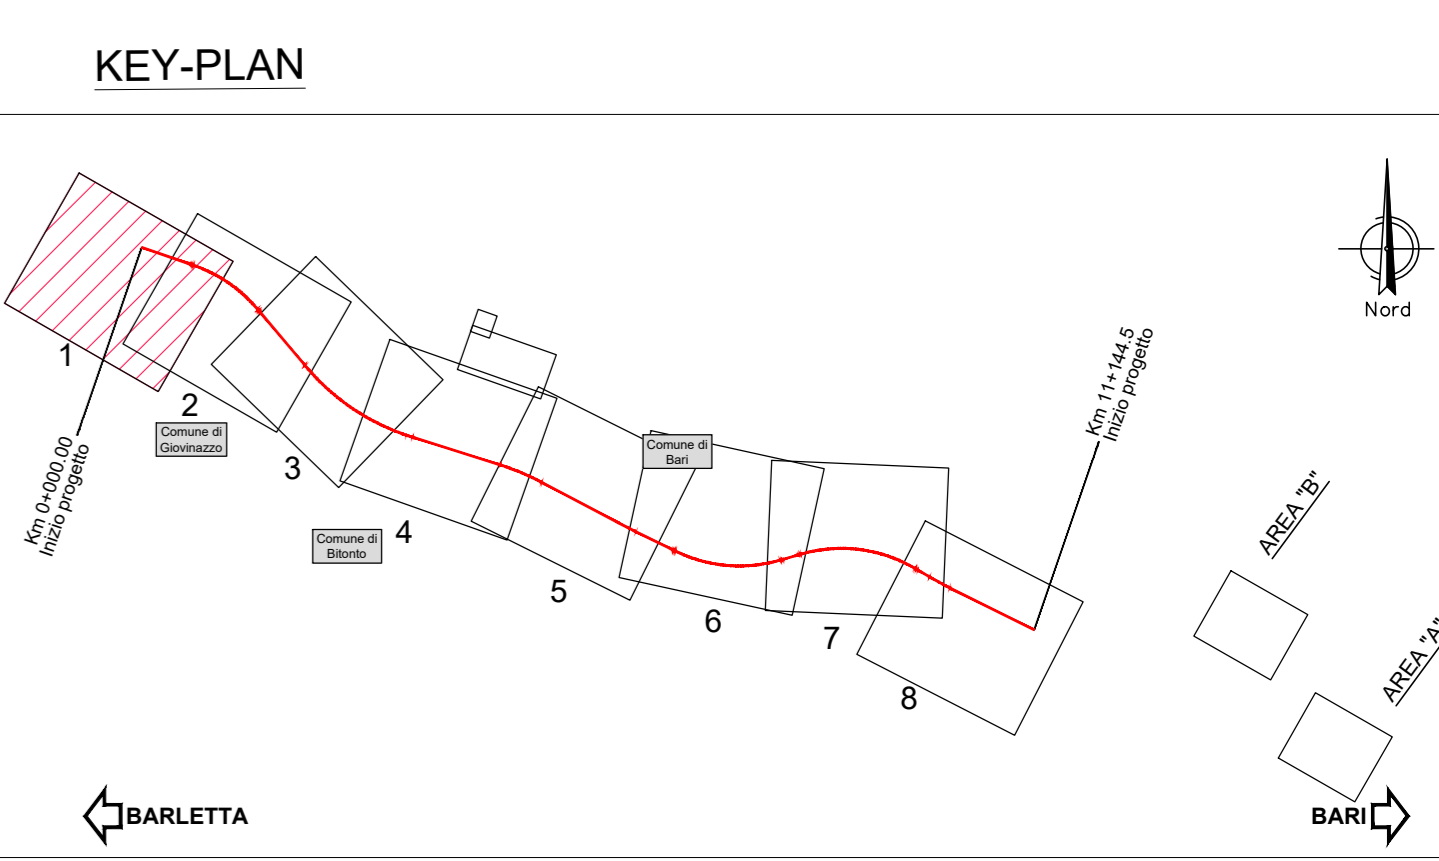 KEY-PLAN
Nord
1
2
Comune di
Giovinazzo
Km 0+000.00
Inizio progetto
3
4
Comune di
Bitonto
5
Comune di
Bari
6
7
8
Km 11+144.5
Inizio progetto
AREA "B"
AREA "A"
BARLETTA
BARI